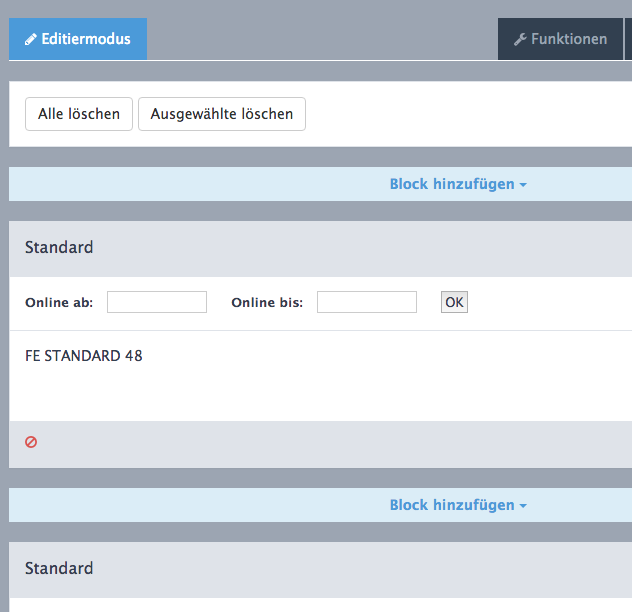 Editiermodus
Funktionen
Alle löschen Ausgewählte löschen
Block hinzufügen
Standard
Online ab: Online bis: OK
FE STANDARD 48
Block hinzufügen
Standard